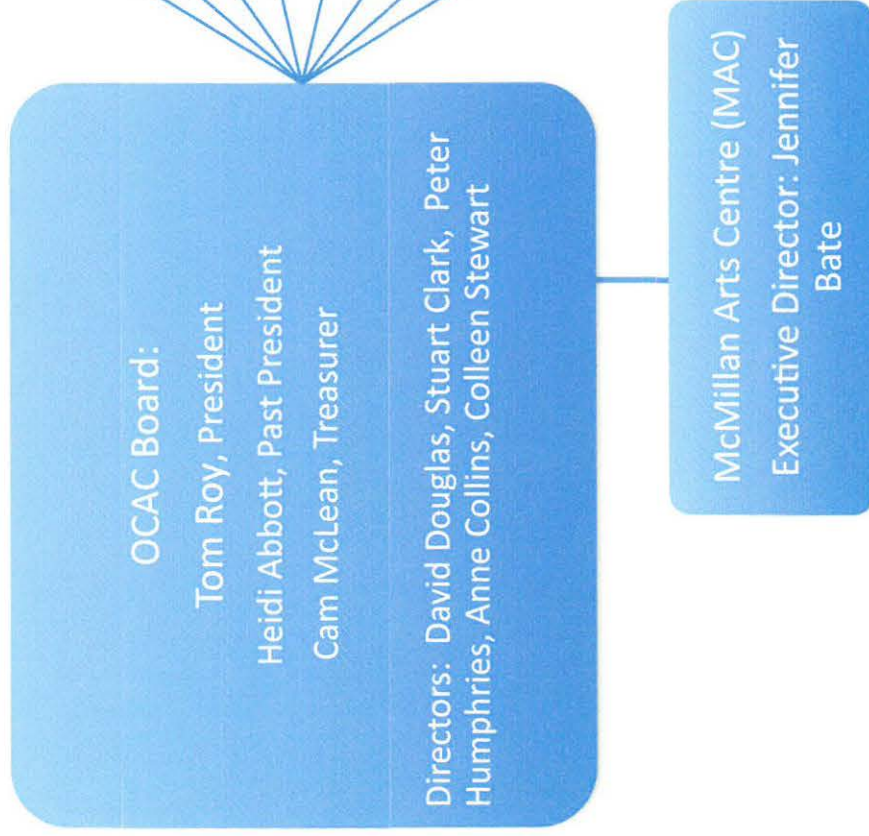 OCAC Board:
Tom Roy, President
Heidi Abbott, Past President
Cam McLean, Treasurer
Directors: David Douglas, Stuart Clark, Peter
Humphries, Anne Collins, Colleen Stewart
McMillan Arts Centre (MAC)
Executive Director: Jennifer
Bate